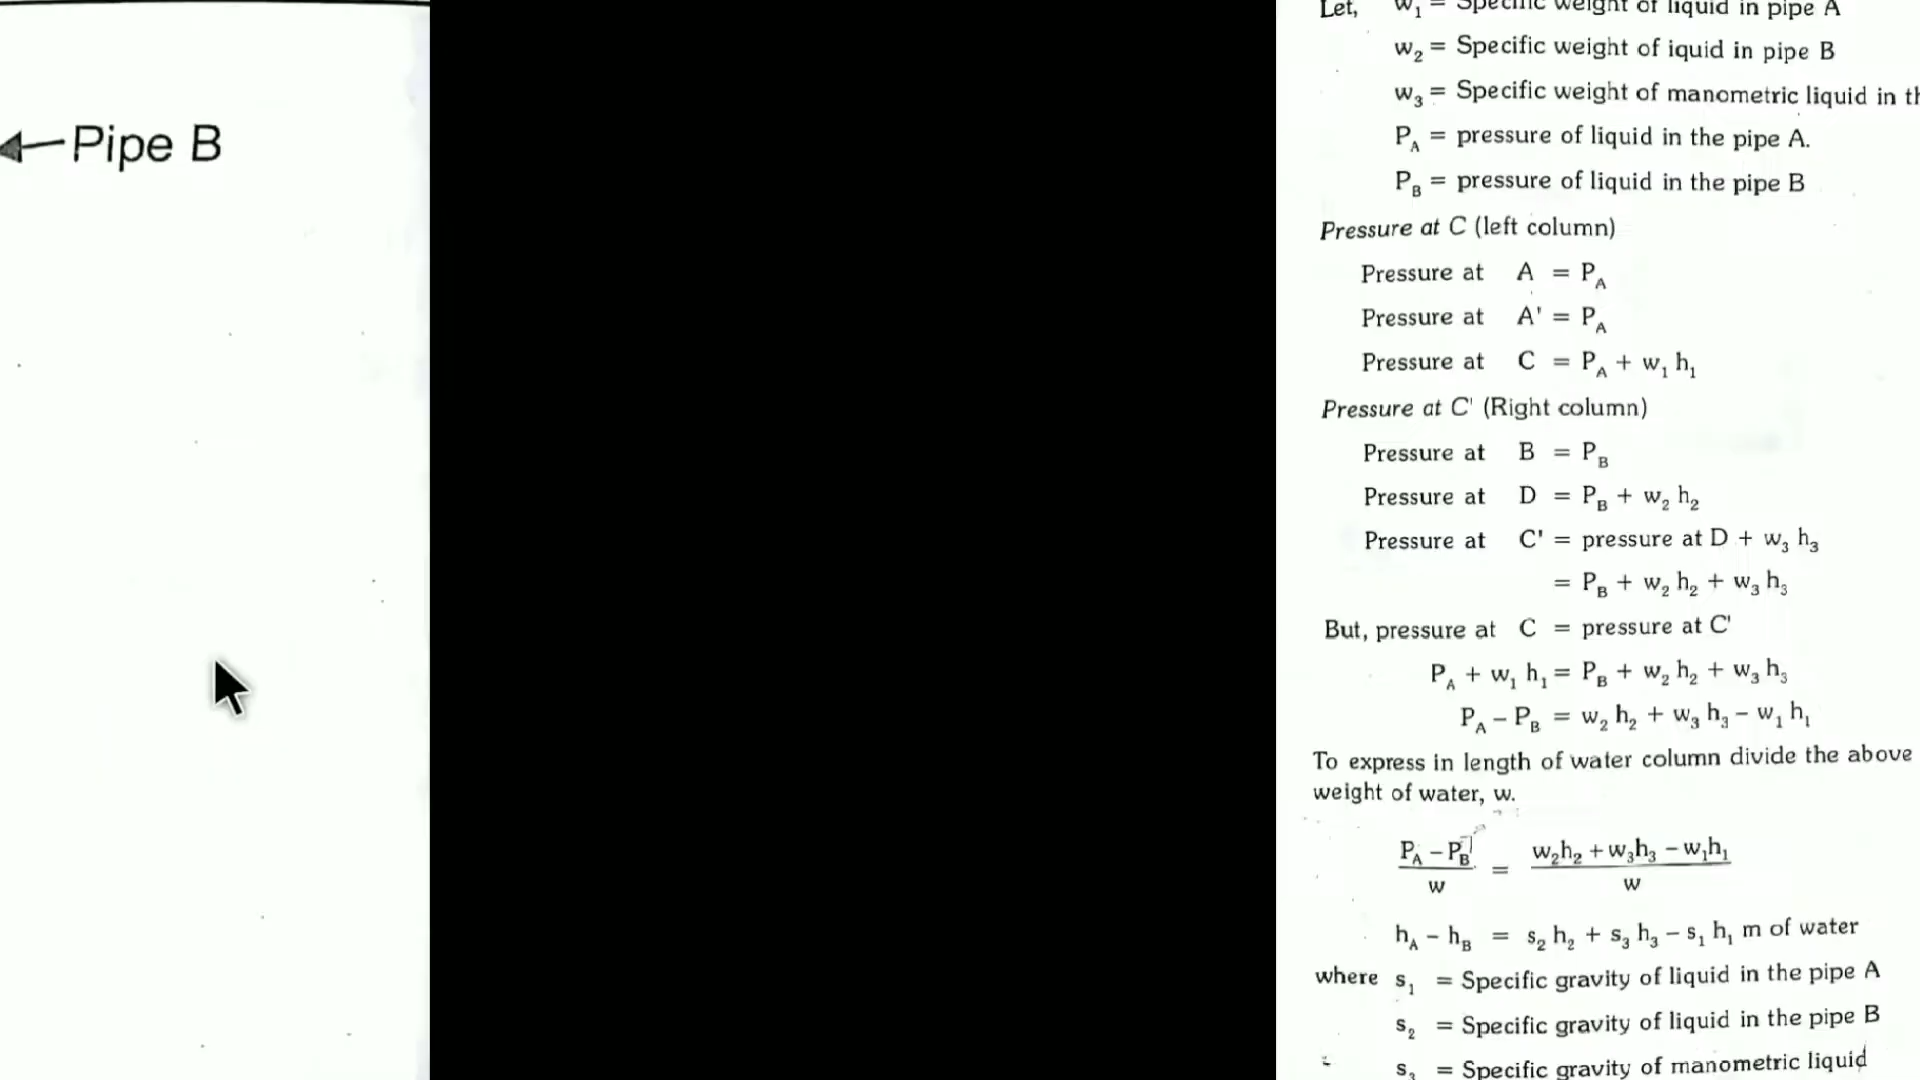 Pipe B
Let, w₁ = Specific weight of liquid in pipe A
w₂ = Specific weight of iquid in pipe B
w₃ = Specific weight of manometric liquid in
P_A = pressure of liquid in the pipe A.
P_B = pressure of liquid in the pipe B
Pressure at C (left column)
Pressure at A = P_A
Pressure at A' = P_A
Pressure at C = P_A + w₁ h₁
Pressure at C' (Right column)
Pressure at B = P_B
Pressure at D = P_B + w₂ h₂
Pressure at C' = pressure at D + w₃ h₃
= P_B + w₂ h₂ + w₃ h₃
But, pressure at C = pressure at C'
P_A + w₁ h₁ = P_B + w₂ h₂ + w₃ h₃
P_A – P_B = w₂ h₂ + w₃ h₃ – w₁ h₁
To express in length of water column divide the above
weight of water, w.
P_A – P_B / w = w₂h₂ + w₃h₃ – w₁h₁ / w
h_A – h_B = s₂ h₂ + s₃ h₃ – s₁ h₁ m of water
where s₁ = Specific gravity of liquid in the pipe A
s₂ = Specific gravity of liquid in the pipe B
s₃ = Specific gravity of manometric liquid